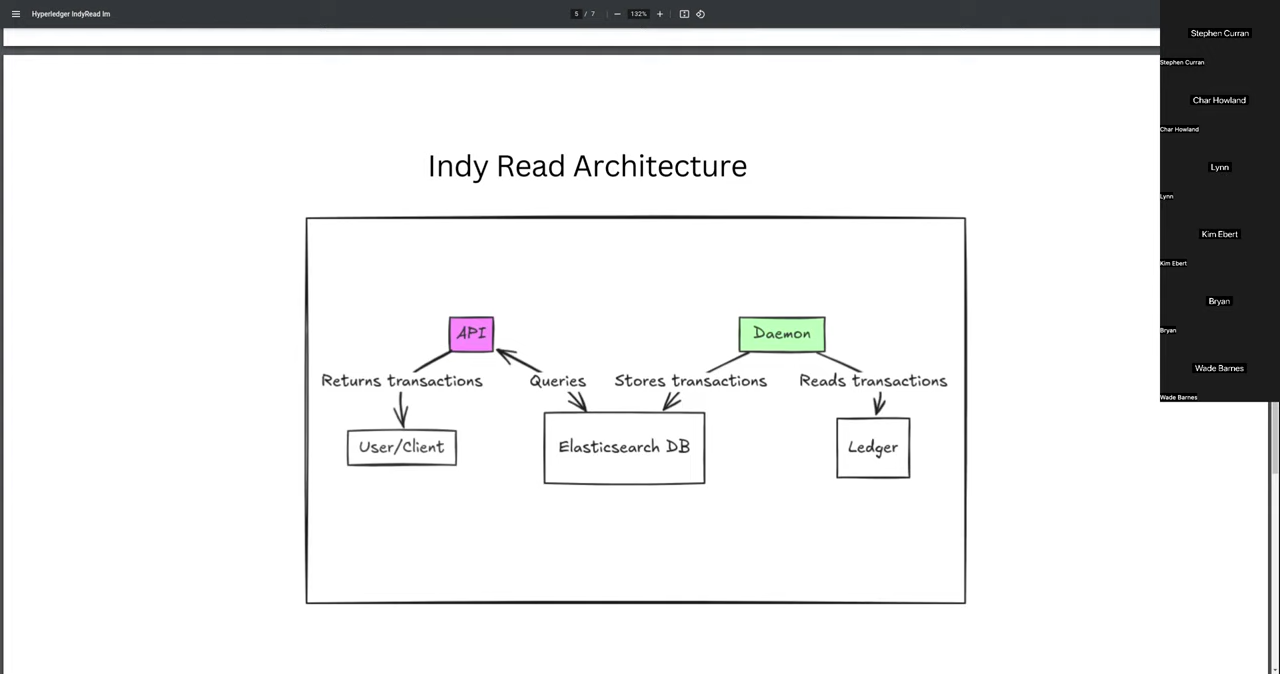 Hyperledger IndyRead Im
5 / 7
132%
Indy Read Architecture
API
Daemon
Returns transactions
Queries
Stores transactions
Reads transactions
User/Client
Elasticsearch DB
Ledger
Stephen Curran
Stephen Curran
Char Howland
Char Howland
Lynn
Lynn
Kim Ebert
Kim Ebert
Bryan
Bryan
Wade Barnes
Wade Barnes